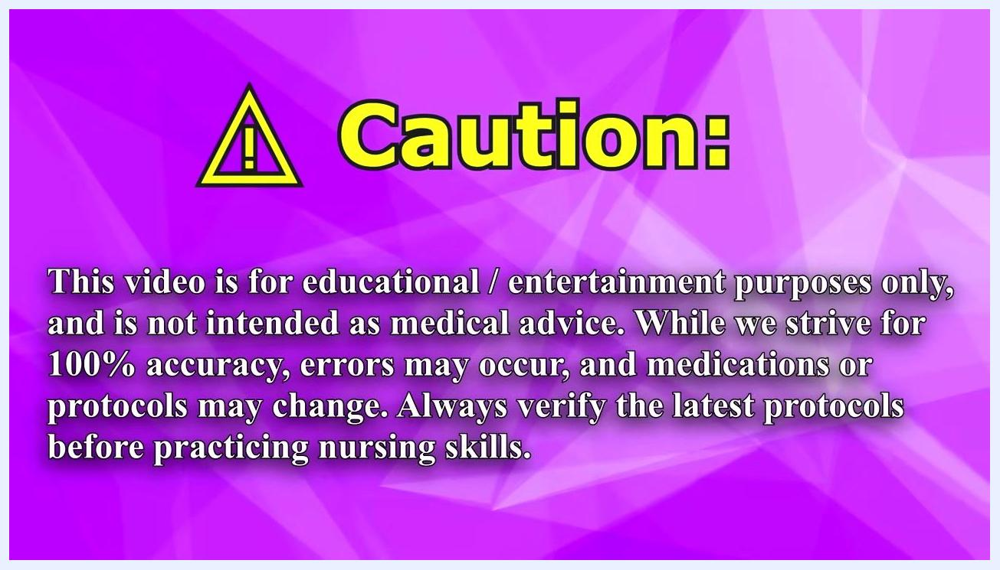 Caution:
This video is for educational / entertainment purposes only,
and is not intended as medical advice. While we strive for
100% accuracy, errors may occur, and medications or
protocols may change. Always verify the latest protocols
before practicing nursing skills.